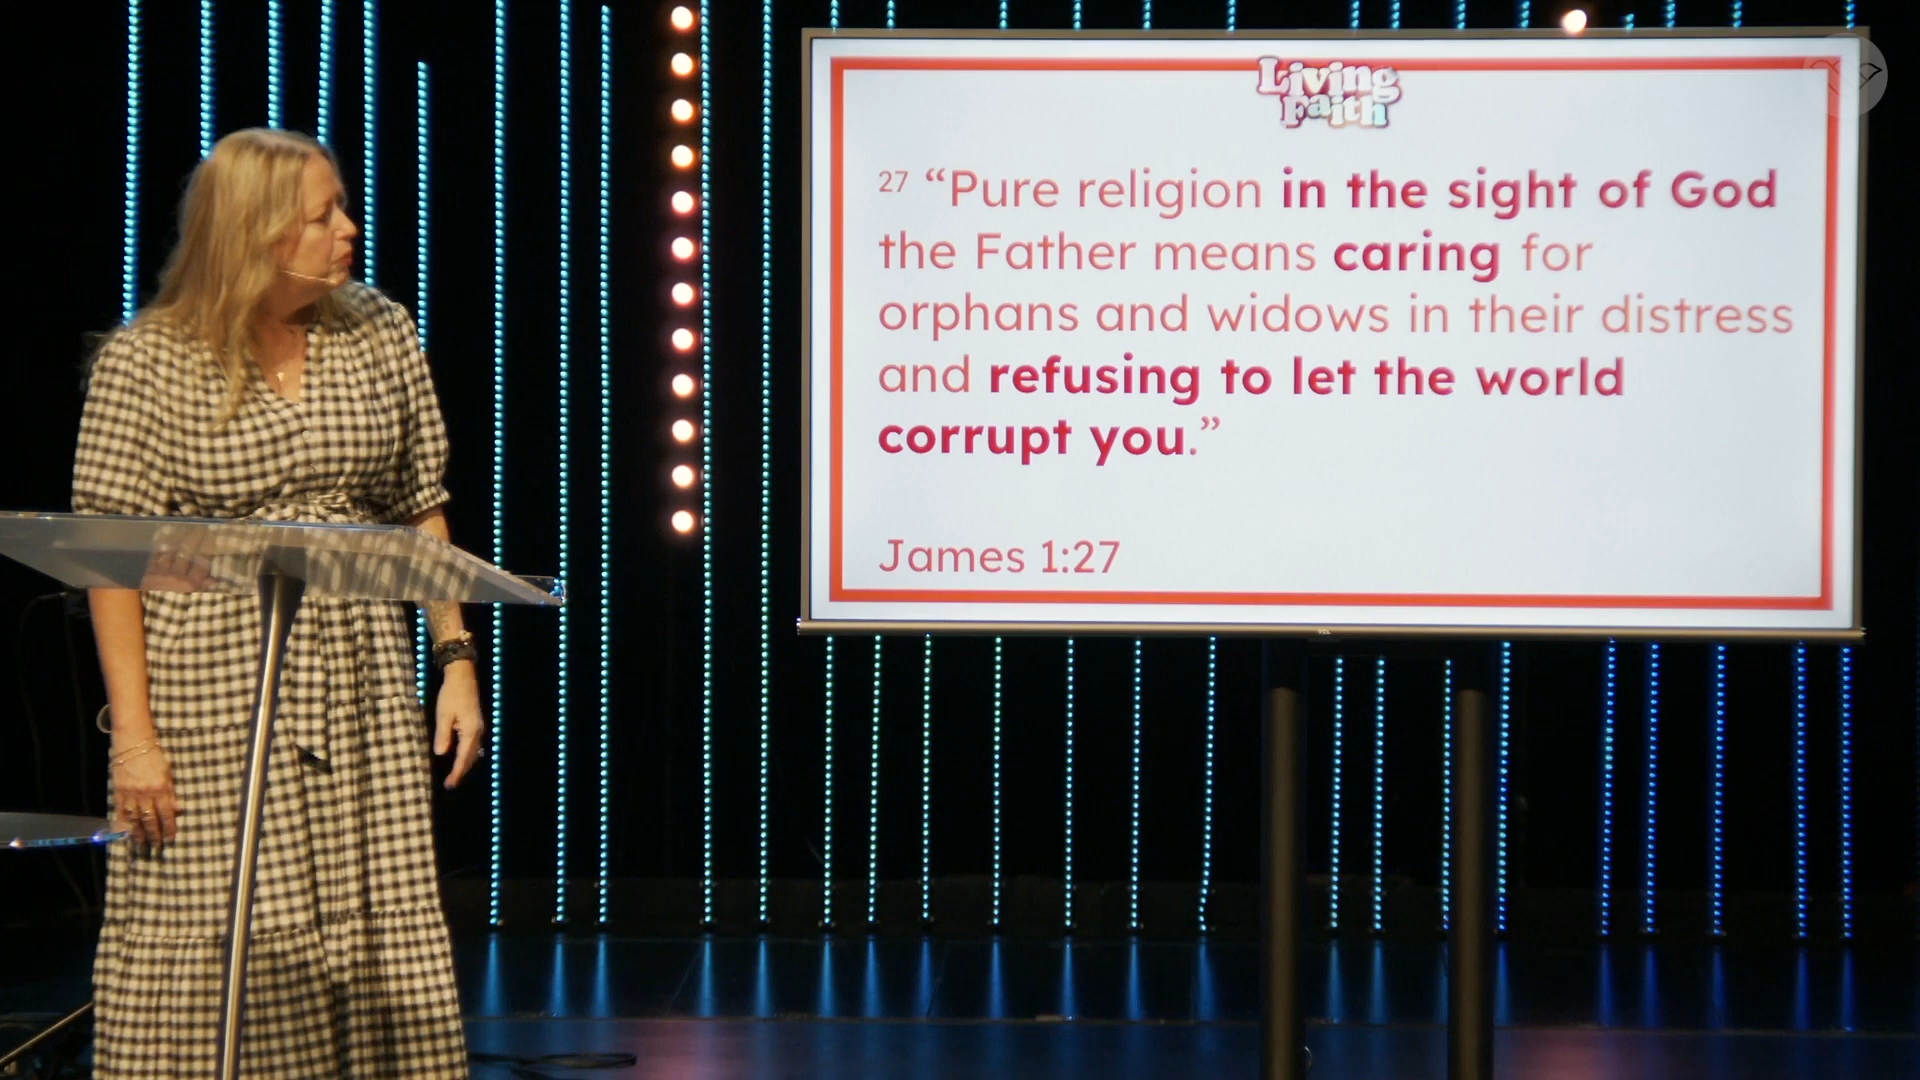 Living
Faith
27 “Pure religion in the sight of God
the Father means caring for
orphans and widows in their distress
and refusing to let the world
corrupt you.”
James 1:27
TCL